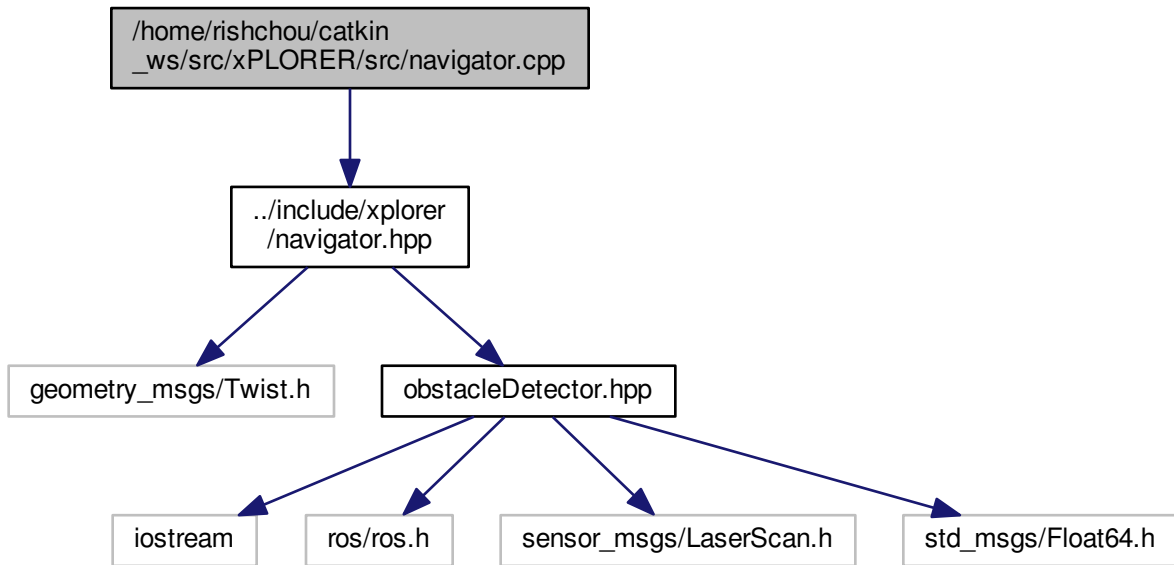 /home/rishchou/catkin
_ws/src/xPLORER/src/navigator.cpp
../include/xplorer
/navigator.hpp
geometry_msgs/Twist.h
obstacleDetector.hpp
iostream
ros/ros.h
sensor_msgs/LaserScan.h
std_msgs/Float64.h